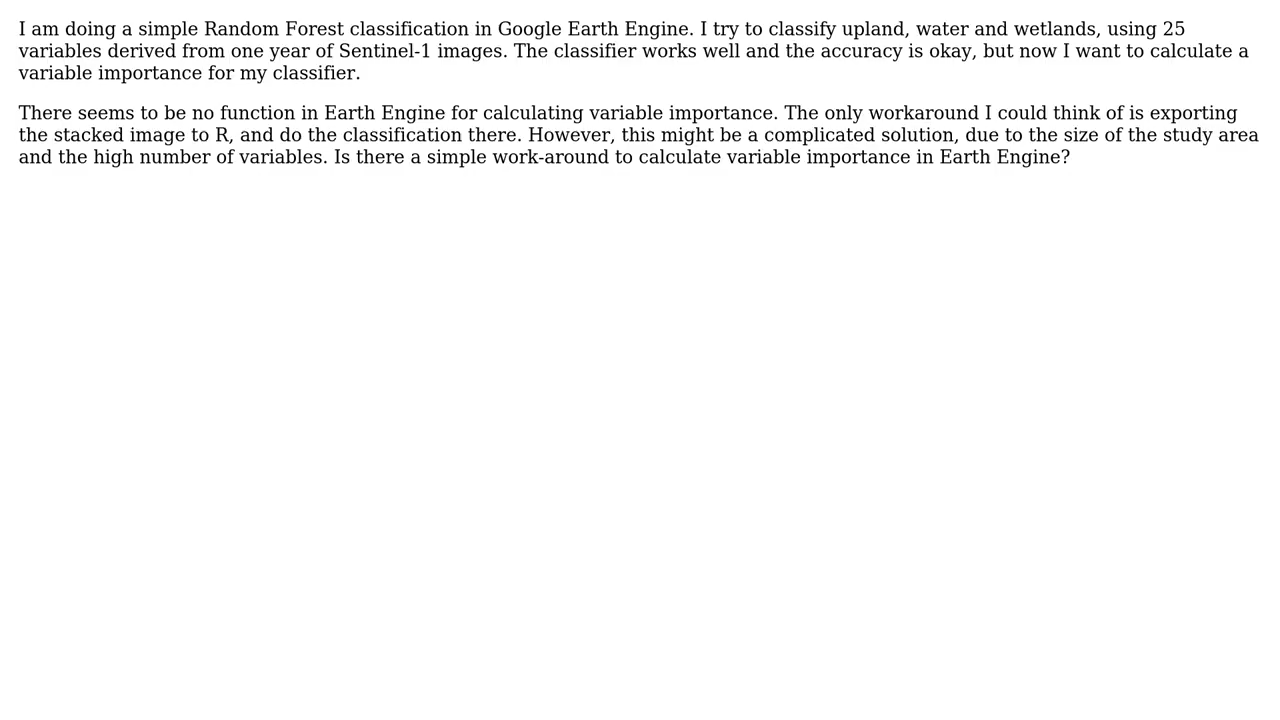 I am doing a simple Random Forest classification in Google Earth Engine. I try to classify upland, water and wetlands, using 25
variables derived from one year of Sentinel-1 images. The classifier works well and the accuracy is okay, but now I want to calculate a
variable importance for my classifier.
There seems to be no function in Earth Engine for calculating variable importance. The only workaround I could think of is exporting
the stacked image to R, and do the classification there. However, this might be a complicated solution, due to the size of the study area
and the high number of variables. Is there a simple work-around to calculate variable importance in Earth Engine?